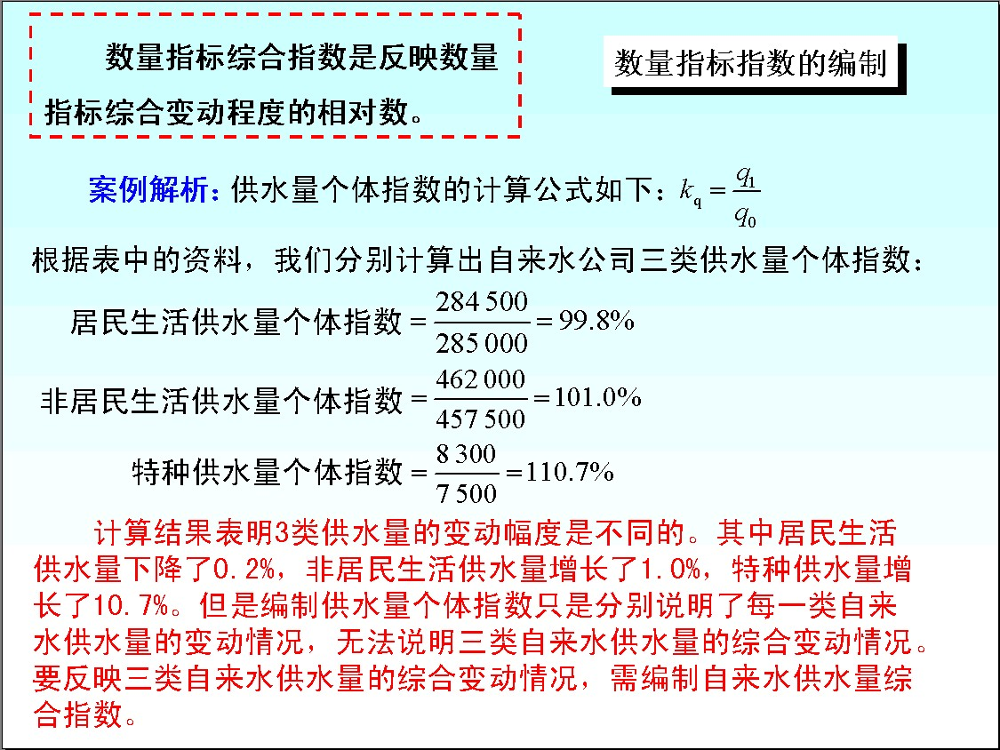 数量指标综合指数是反映数量
指标综合变动程度的相对数。
数量指标指数的编制
案例解析：供水量个体指数的计算公式如下：kq = q1/q0
根据表中的资料，我们分别计算出自来水公司三类供水量个体指数：
居民生活供水量个体指数 = 284 500/285 000 = 99.8%
非居民生活供水量个体指数 = 462 000/457 500 = 101.0%
特种供水量个体指数 = 8 300/7 500 = 110.7%
计算结果表明3类供水量的变动幅度是不同的。其中居民生活
供水量下降了0.2%，非居民生活供水量增长了1.0%，特种供水量增
长了10.7%。但是编制供水量个体指数只是分别说明了每一类自来
水供水量的变动情况，无法说明三类自来水供水量的综合变动情况。
要反映三类自来水供水量的综合变动情况，需编制自来水供水量综
合指数。